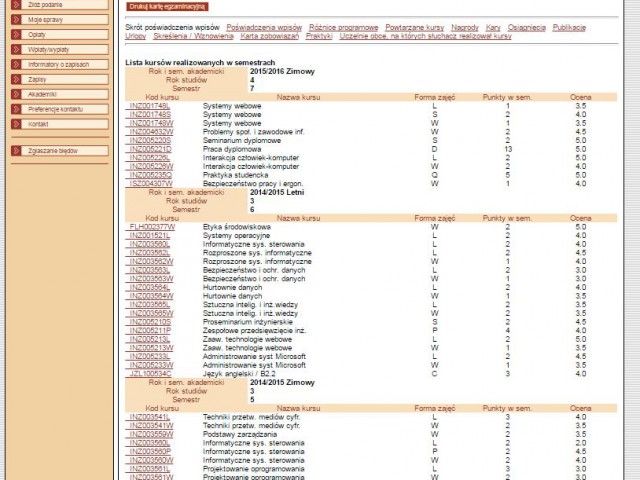 Złóż podanie
Moje sprawy
Opłaty
Wpłaty/wypłaty
Informatory o zapisach
Zapisy
Akademiki
Preferencje kontaktu
Kontakt
Zgłaszanie błędów
Drukuj kartę egzaminacyjną
Skrót poświadczenia wpisów Poświadczenia wpisów Różnice programowe Powtarzane kursy Nagrody Kary Osiągnięcia Publikacje
Urlopy Skreślenia / Wznowienia Karta zobowiązań Praktyki Uczelnie obce, na których słuchacz realizował kursy
Lista kursów realizowanych w semestrach
Rok i sem. akademicki 2015/2016 Zimowy
Rok studiów 4
Semestr 7
Kod kursu Nazwa kursu Forma zajęć Punkty w sem. Ocena
INZ001748L Systemy webowe L 1 3.5
INZ001748S Systemy webowe S 2 4.0
INZ001748W Systemy webowe W 1 3.5
INZ004632W Problemy społ. i zawodowe inf. W 2 4.5
INZ005220S Seminarium dyplomowe S 2 5.0
INZ005221D Praca dyplomowa D 13 5.0
INZ005226L Interakcja człowiek-komputer L 2 5.0
INZ005226W Interakcja człowiek-komputer W 2 4.0
INZ005235Q Praktyka studencka Q 5 5.0
ISZ004307W Bezpieczeństwo pracy i ergon. W 1 4.0
Rok i sem. akademicki 2014/2015 Letni
Rok studiów 3
Semestr 6
Kod kursu Nazwa kursu Forma zajęć Punkty w sem. Ocena
FLH002377W Etyka środowiskowa W 2 5.0
INZ001521L Systemy operacyjne L 2 4.0
INZ003560L Informatyczne sys. sterowania L 2 4.0
INZ003562L Rozproszone sys. informatyczne L 2 4.5
INZ003562W Rozproszone sys. informatyczne W 1 4.0
INZ003563L Bezpieczeństwo i ochr. danych L 2 3.0
INZ003563W Bezpieczeństwo i ochr. danych W 1 3.0
INZ003564L Hurtownie danych L 2 4.0
INZ003564W Hurtownie danych W 1 3.5
INZ003565L Sztuczna intelig. i inż.wiedzy L 2 3.5
INZ003565W Sztuczna intelig. i inż.wiedzy W 2 3.5
INZ005210S Proseminarium inżynierskie S 2 4.5
INZ005211P Zespołowe przedsięwzięcie inż. P 4 4.0
INZ005213L Zaaw. technologie webowe L 2 5.0
INZ005213W Zaaw. technologie webowe W 1 3.5
INZ005233L Administrowanie syst Microsoft L 2 4.5
INZ005233W Administrowanie syst Microsoft W 1 3.5
JZL100534C Język angielski / B2.2 C 3 4.0
Rok i sem. akademicki 2014/2015 Zimowy
Rok studiów 3
Semestr 5
Kod kursu Nazwa kursu Forma zajęć Punkty w sem. Ocena
INZ003541L Techniki przetw. mediów cyfr. L 3 4.0
INZ003541W Techniki przetw. mediów cyfr. W 2 3.5
INZ003559W Podstawy zarządzania W 2 3.5
INZ003560L Informatyczne sys. sterowania L 2 2.0
INZ003560P Informatyczne sys. sterowania P 2 4.5
INZ003560W Informatyczne sys. sterowania W 2 4.0
INZ003561L Projektowanie oprogramowania L 3 3.0
INZ003561W Projektowanie oprogramowania W 2 3.0